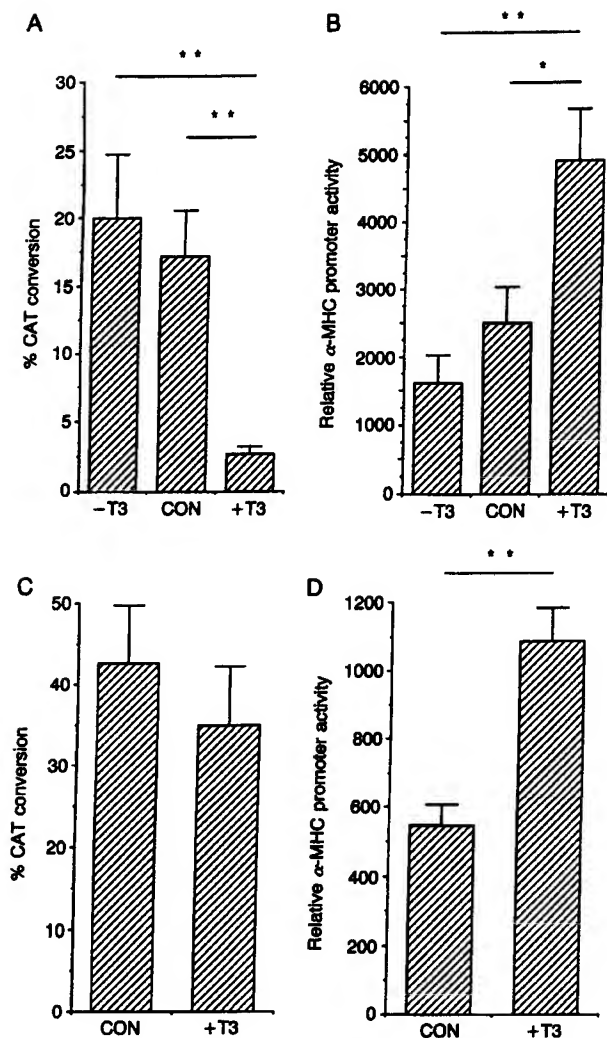 A
% CAT conversion
30
25
20
15
10
5
0
* *
* *
−T3 CON +T3
B
Relative α-MHC promoter activity
6000
5000
4000
3000
2000
1000
0
* *
*
−T3 CON +T3
C
% CAT conversion
50
40
30
20
10
0
CON +T3
D
Relative α-MHC promoter activity
1200
1000
800
600
400
200
0
* *
CON +T3